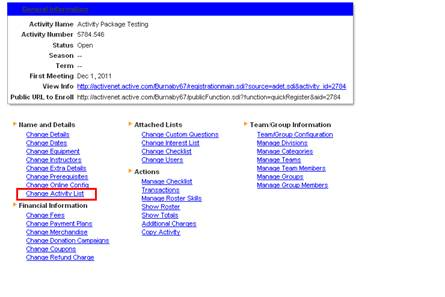 General Information
Activity Name Activity Package Testing
Activity Number 5784.546
Status Open
Season --
Term --
First Meeting Dec 1, 2011
View Info http://activenet.active.com/Burnaby67/registrationmain.sdi?source=adet.sdi&activity_id=2784
Public URL to Enroll http://activenet.active.com/Burnaby67/publicFunction.sdi?function=quickRegister&aid=2784
Name and Details
Change Details
Change Dates
Change Equipment
Change Instructors
Change Extra Details
Change Prerequisites
Change Online Config
Change Activity List
Financial Information
Change Fees
Change Payment Plans
Change Merchandise
Change Donation Campaigns
Change Coupons
Change Refund Charge
Attached Lists
Change Custom Questions
Change Interest List
Change Checklist
Change Users
Actions
Manage Checklist
Transactions
Manage Roster Skills
Show Roster
Show Totals
Additional Charges
Copy Activity
Team/Group Information
Team/Group Configuration
Manage Divisions
Manage Categories
Manage Teams
Manage Team Members
Manage Groups
Manage Group Members